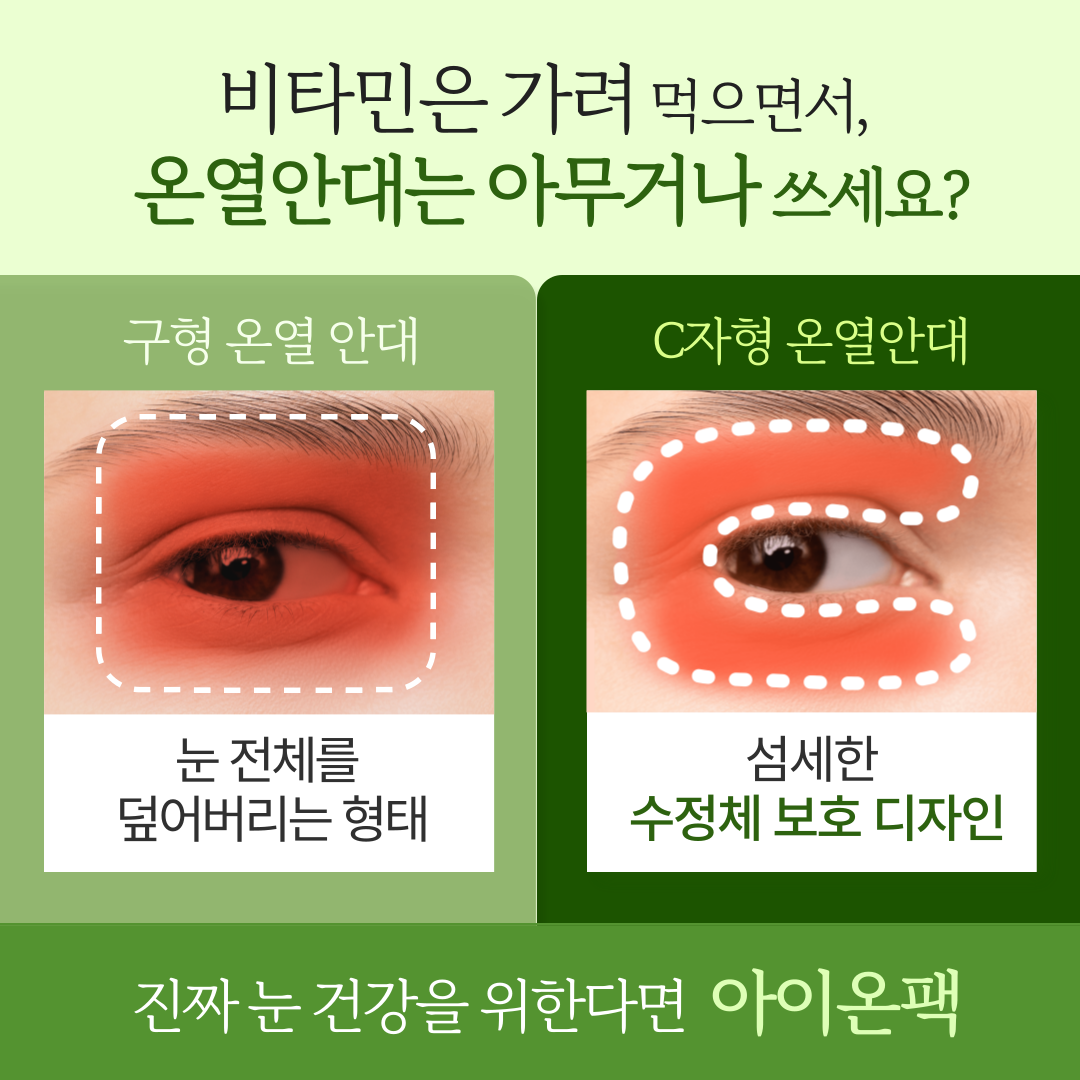 비타민은 가려 먹으면서,
온열안대는 아무거나 쓰세요?
구형 온열 안대
눈 전체를
덮어버리는 형태
C자형 온열안대
섬세한
수정체 보호 디자인
진짜 눈 건강을 위한다면 아이온팩